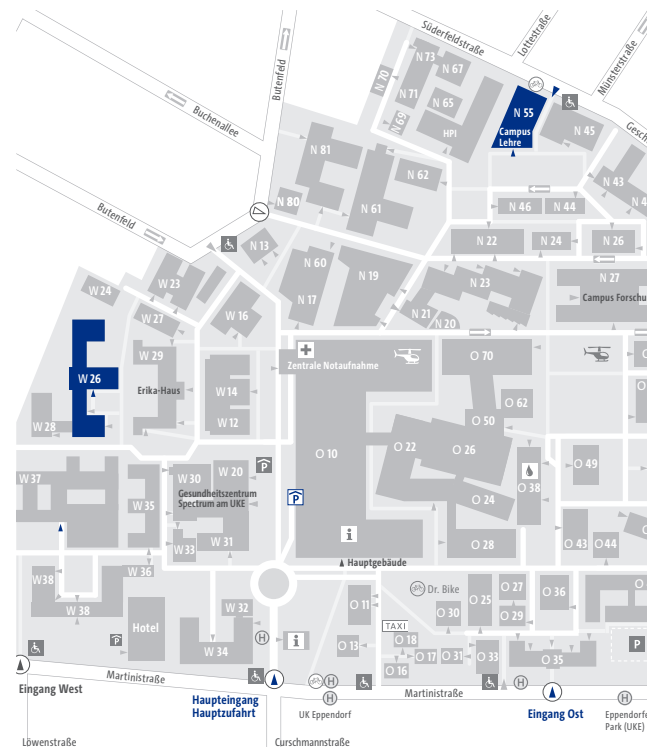 Süderfeldstraße
Lottestraße
Münsterstraße
Butenfeld
Buchenallee
N 73
N 67
N 70
N 71
N 65
N 69
HPI
N 55
Campus
Lehre
N 45
Gesch
N 81
N 62
N 43
N 80
N 61
N 46
N 44
N 4
Butenfeld
N 13
N 22
N 24
N 26
N 60
N 19
W 23
N 23
N 27
Campus Forschu
W 24
W 16
N 17
N 21
N 20
W 27
W 29
Zentrale Notaufnahme
O 70
W 26
Erika-Haus
W 14
O 62
W 12
O 50
W 28
O 22
O 26
O 10
W 37
W 30
W 20
P
O 38
O 49
W 35
Gesundheitszentrum
Spectrum am UKE
P
O 24
W 33
W 31
i
O 28
O 43
O 44
Hauptgebäude
W38
W 36
Dr. Bike
O 27
O 25
O 36
W 38
W 32
O 11
O 30
O 29
Hotel
TAXI
H
i
O 18
P
W 34
O 13
O 17
O 31
O 33
O 35
P
O 16
Eingang West
Martinistraße
H
H
Haupteingang
Hauptzufahrt
H
Martinistraße
H
UK Eppendorf
Eingang Ost
Eppendorfe
Park (UKE)
Löwenstraße
Curschmannstraße